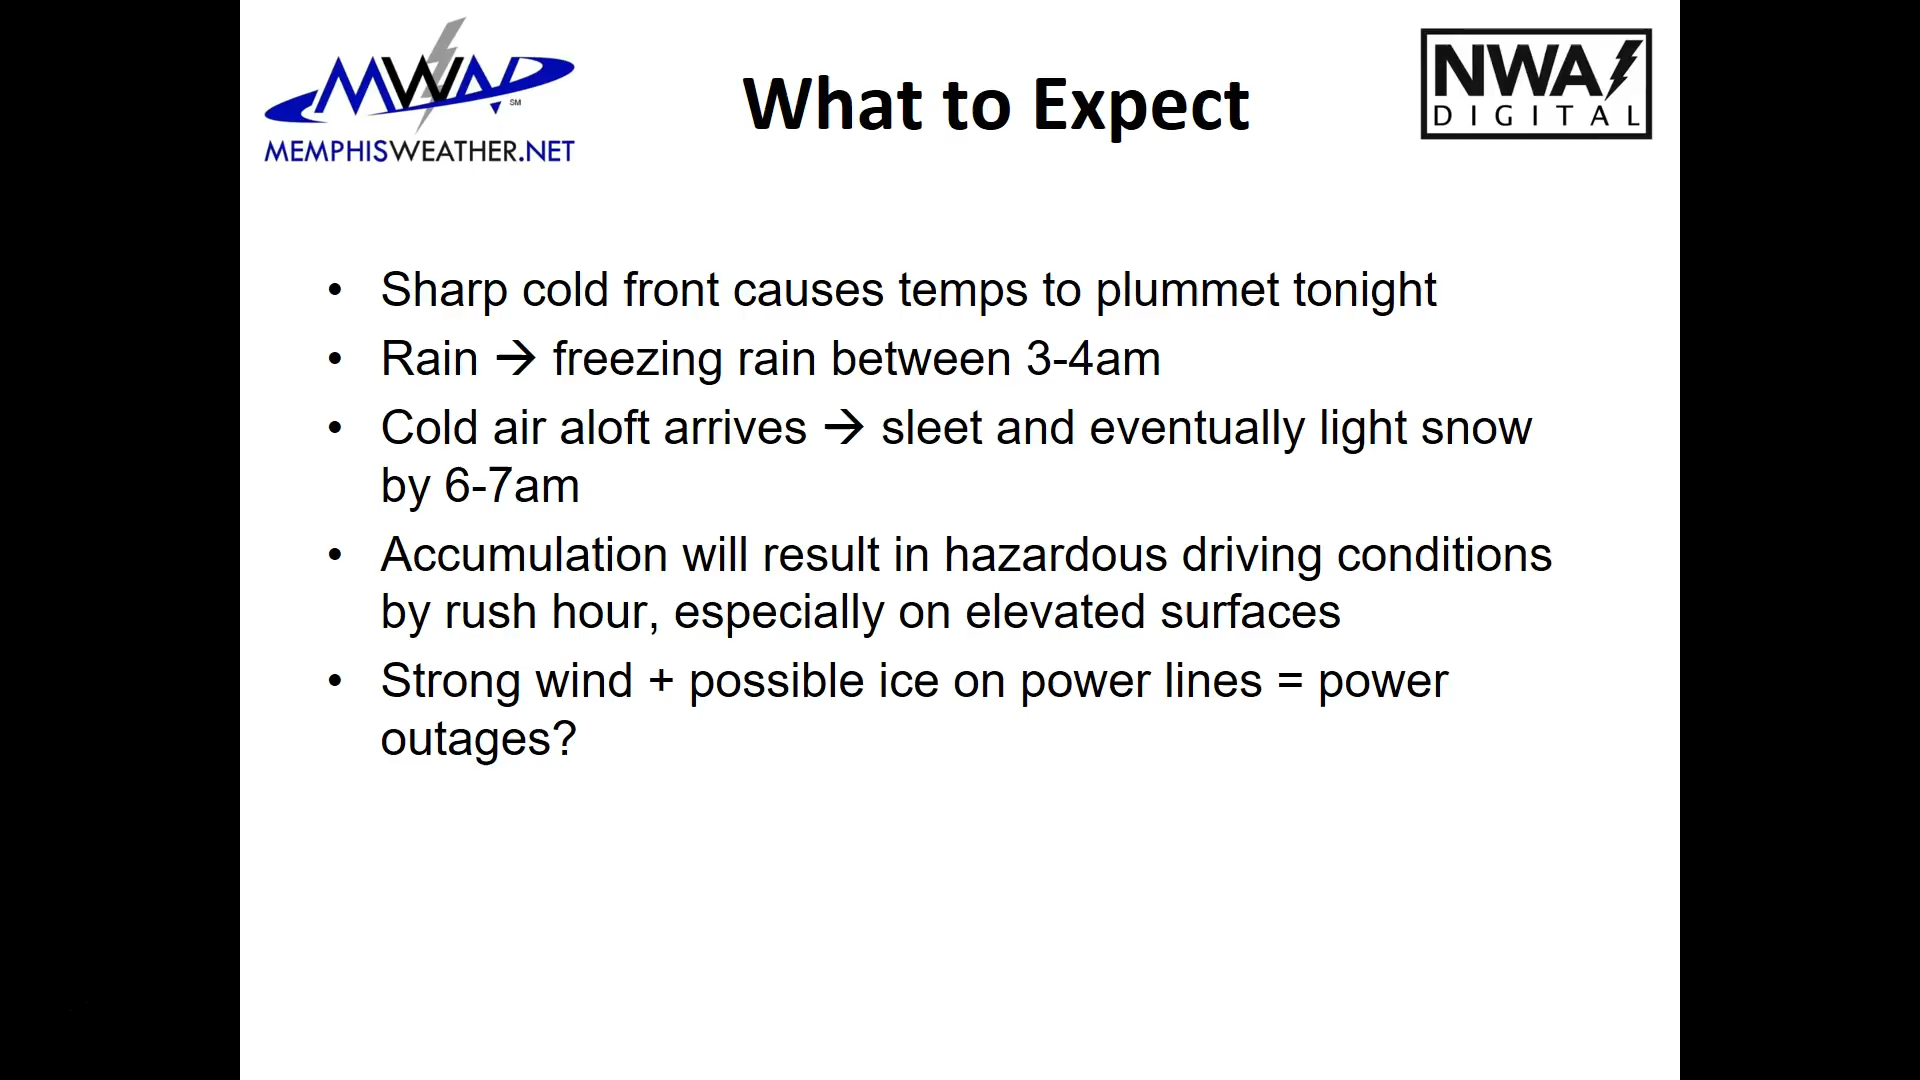 MWN
SM
MEMPHISWEATHER.NET
What to Expect
NWA
DIGITAL
• Sharp cold front causes temps to plummet tonight
• Rain → freezing rain between 3-4am
• Cold air aloft arrives → sleet and eventually light snow
by 6-7am
• Accumulation will result in hazardous driving conditions
by rush hour, especially on elevated surfaces
• Strong wind + possible ice on power lines = power
outages?